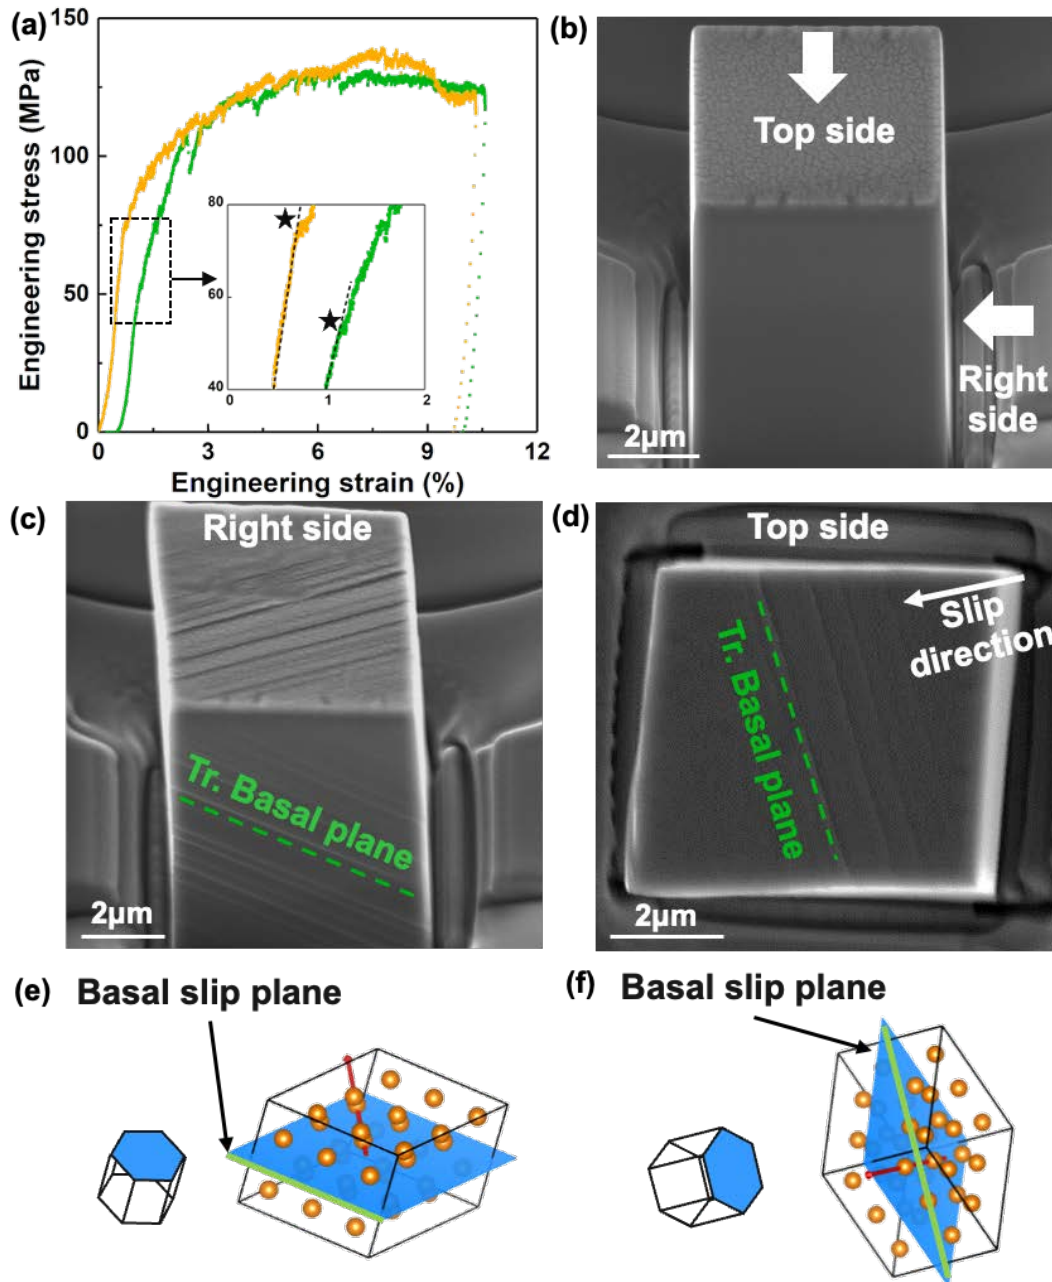 (a)
150
100
50
0
Engineering stress (MPa)
80
60
40
0
1
2
0
3
6
9
12
Engineering strain (%)
(b)
Top side
Right
side
2µm
(c)
Right side
Tr. Basal plane
2µm
(d)
Top side
Slip
direction
Tr. Basal plane
2µm
(e)
Basal slip plane
(f)
Basal slip plane